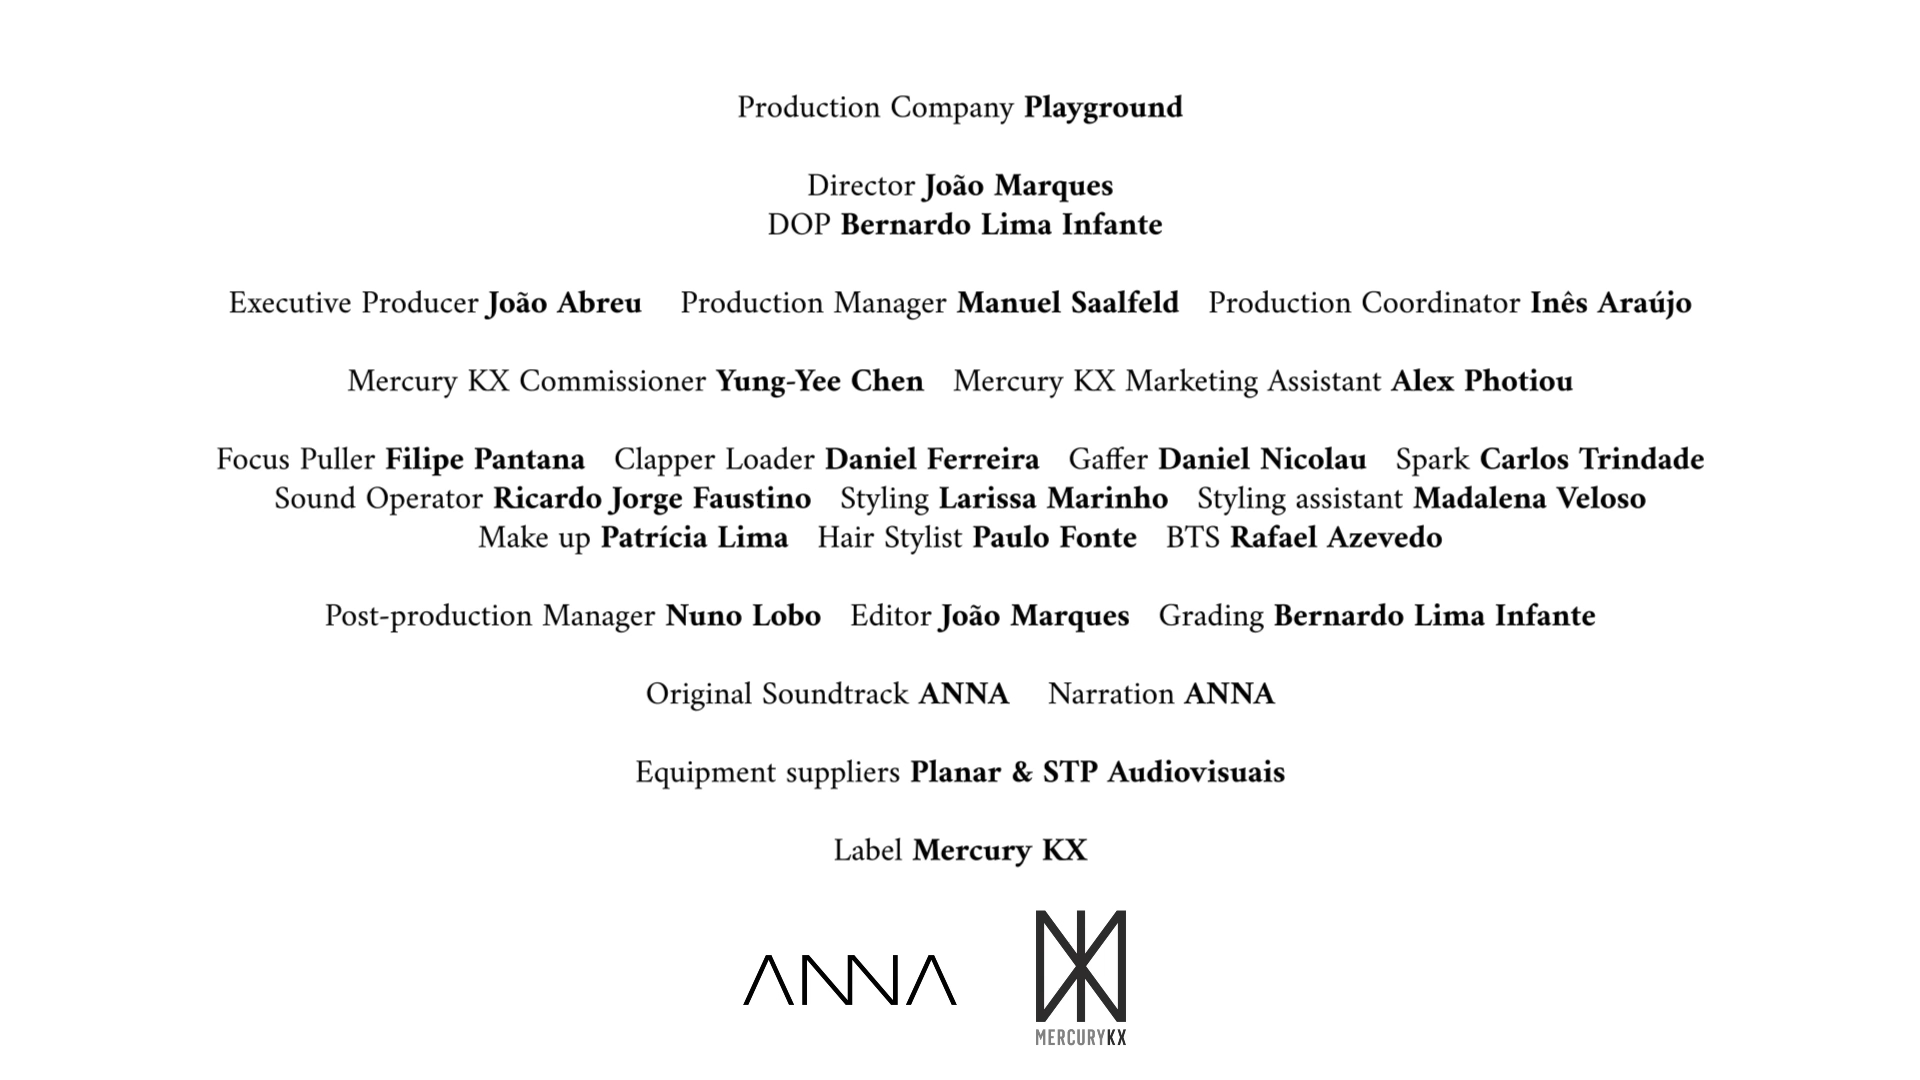 Production Company Playground
Director João Marques
DOP Bernardo Lima Infante
Executive Producer João Abreu Production Manager Manuel Saalfeld Production Coordinator Inês Araújo
Mercury KX Commissioner Yung-Yee Chen Mercury KX Marketing Assistant Alex Photiou
Focus Puller Filipe Pantana Clapper Loader Daniel Ferreira Gaffer Daniel Nicolau Spark Carlos Trindade
Sound Operator Ricardo Jorge Faustino Styling Larissa Marinho Styling assistant Madalena Veloso
Make up Patrícia Lima Hair Stylist Paulo Fonte BTS Rafael Azevedo
Post-production Manager Nuno Lobo Editor João Marques Grading Bernardo Lima Infante
Original Soundtrack ANNA Narration ANNA
Equipment suppliers Planar & STP Audiovisuais
Label Mercury KX
ANNA
MERCURYKX